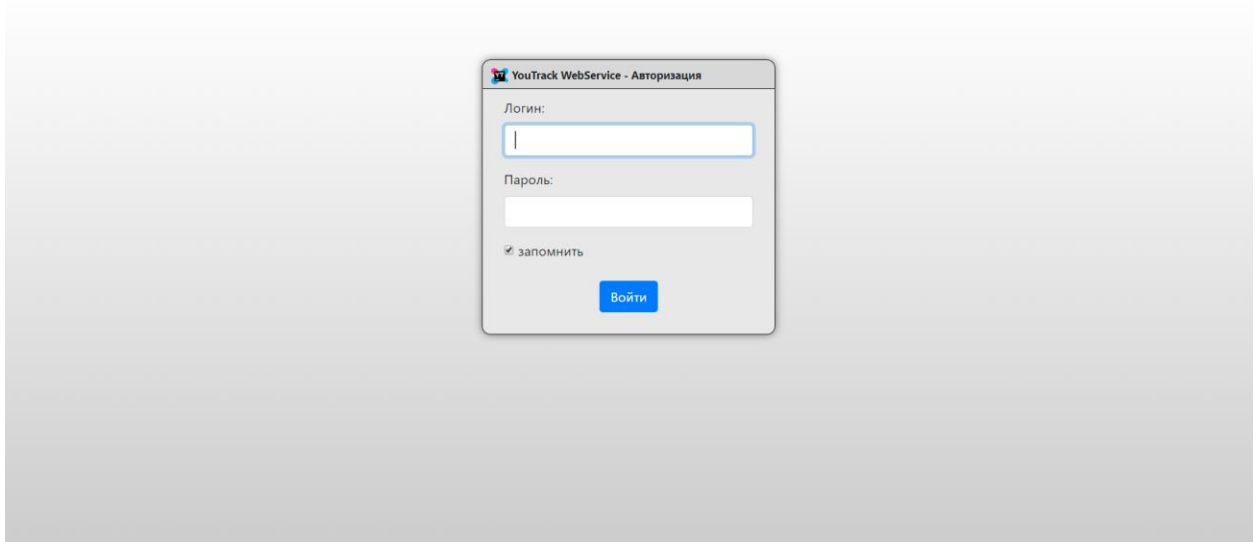 YouTrack WebService - Авторизация
Логин:
Пароль:
запомнить
Войти